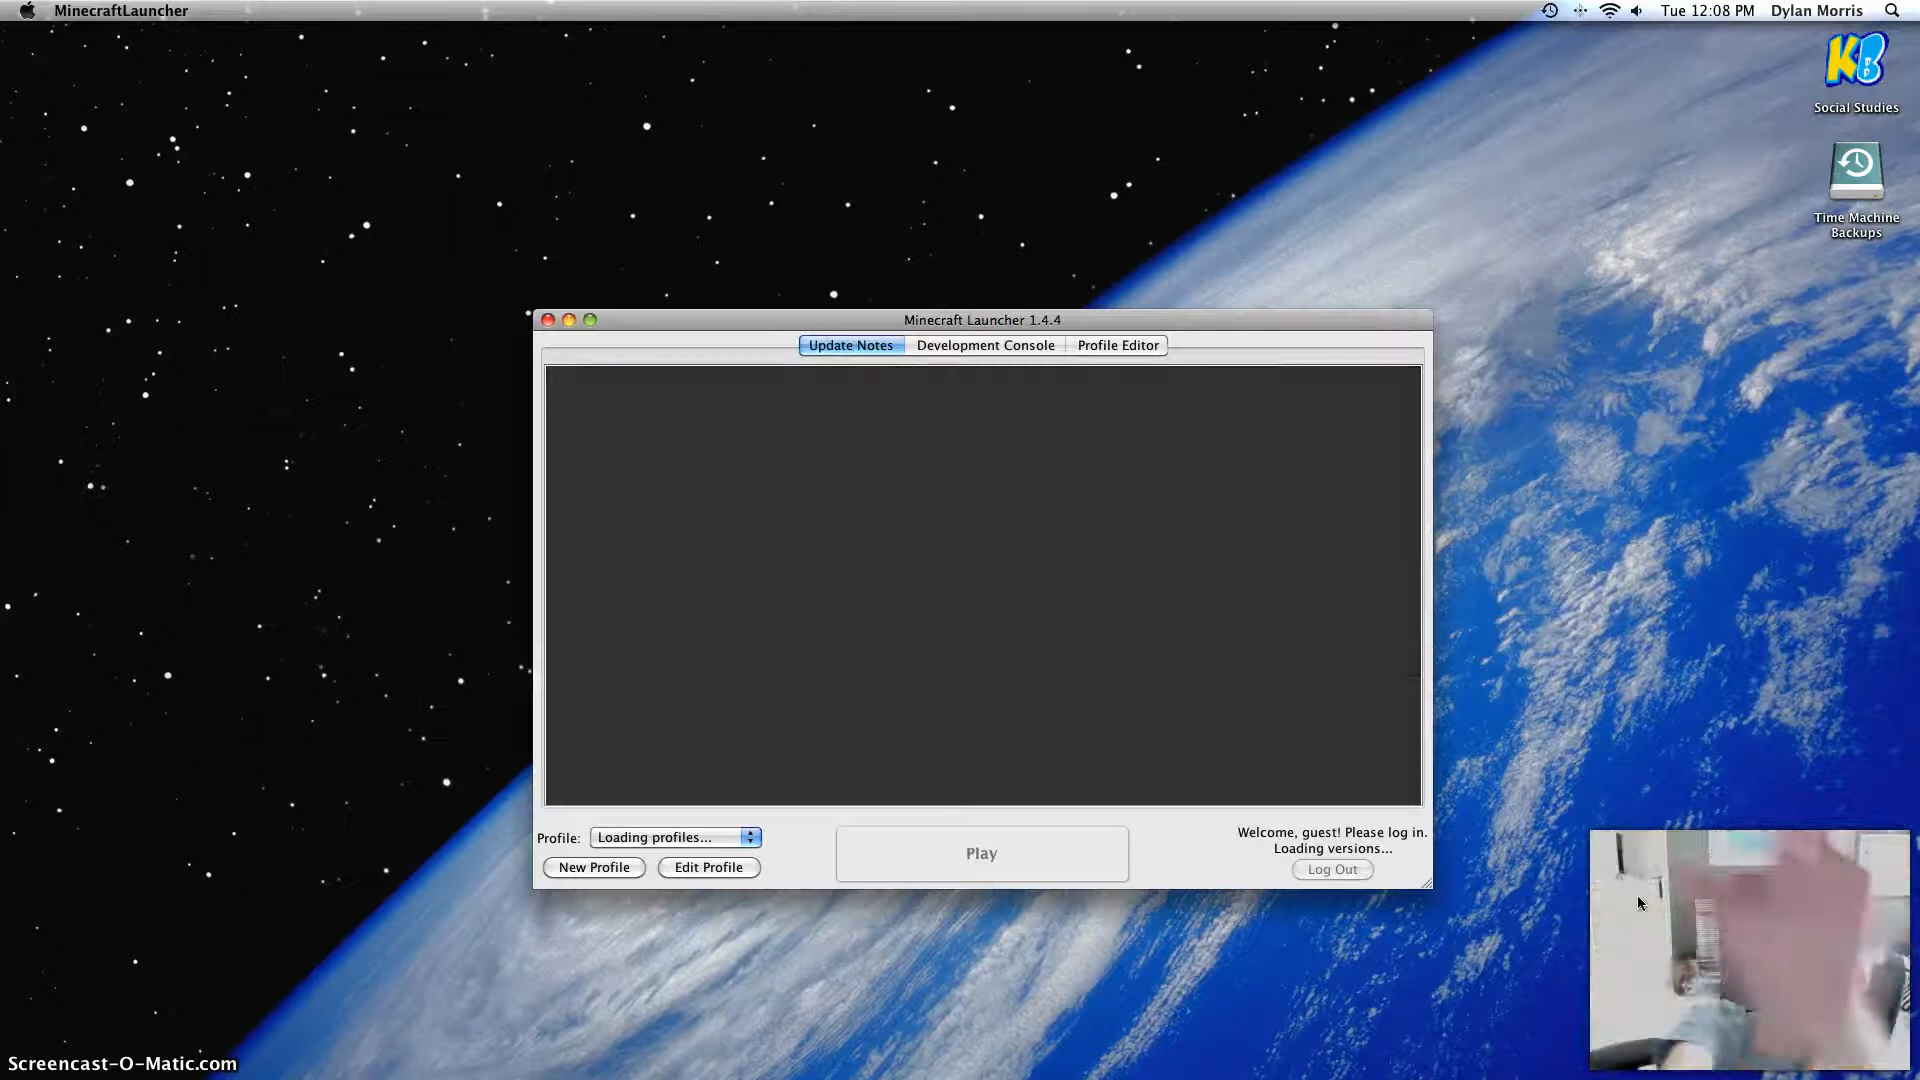 MinecraftLauncher
Tue 12:08 PM Dylan Morris
KB
Social Studies
Time Machine
Backups
Minecraft Launcher 1.4.4
Update Notes Development Console Profile Editor
Profile: Loading profiles...
New Profile Edit Profile
Play
Welcome, guest! Please log in.
Loading versions...
Log Out
Screencast-O-Matic.com